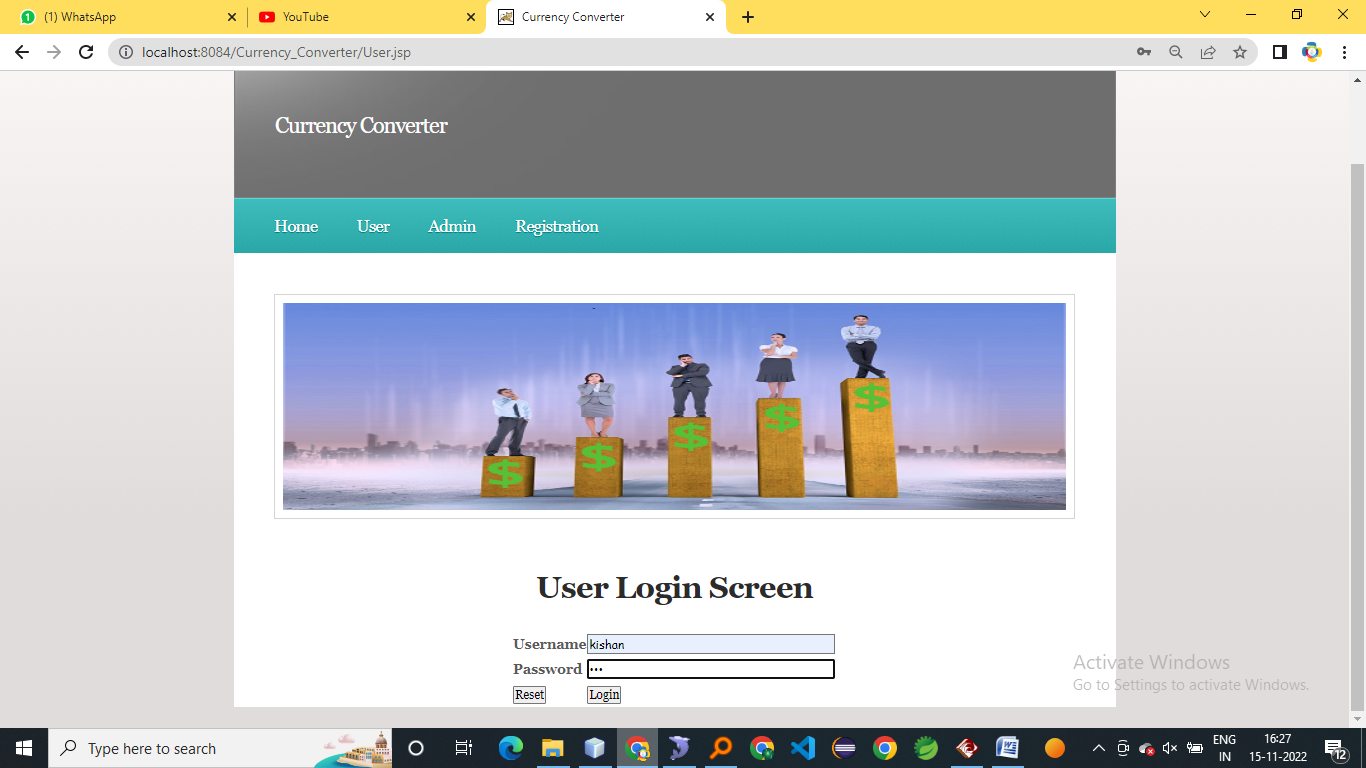 (1) WhatsApp
YouTube
Currency Converter
localhost:8084/Currency_Converter/User.jsp
Currency Converter
Home User Admin Registration
$ $ $ $ $
User Login Screen
Username kishan
Password •••
Reset Login
Activate Windows
Go to Settings to activate Windows.
Type here to search
ENG
IN
16:27
15-11-2022
12